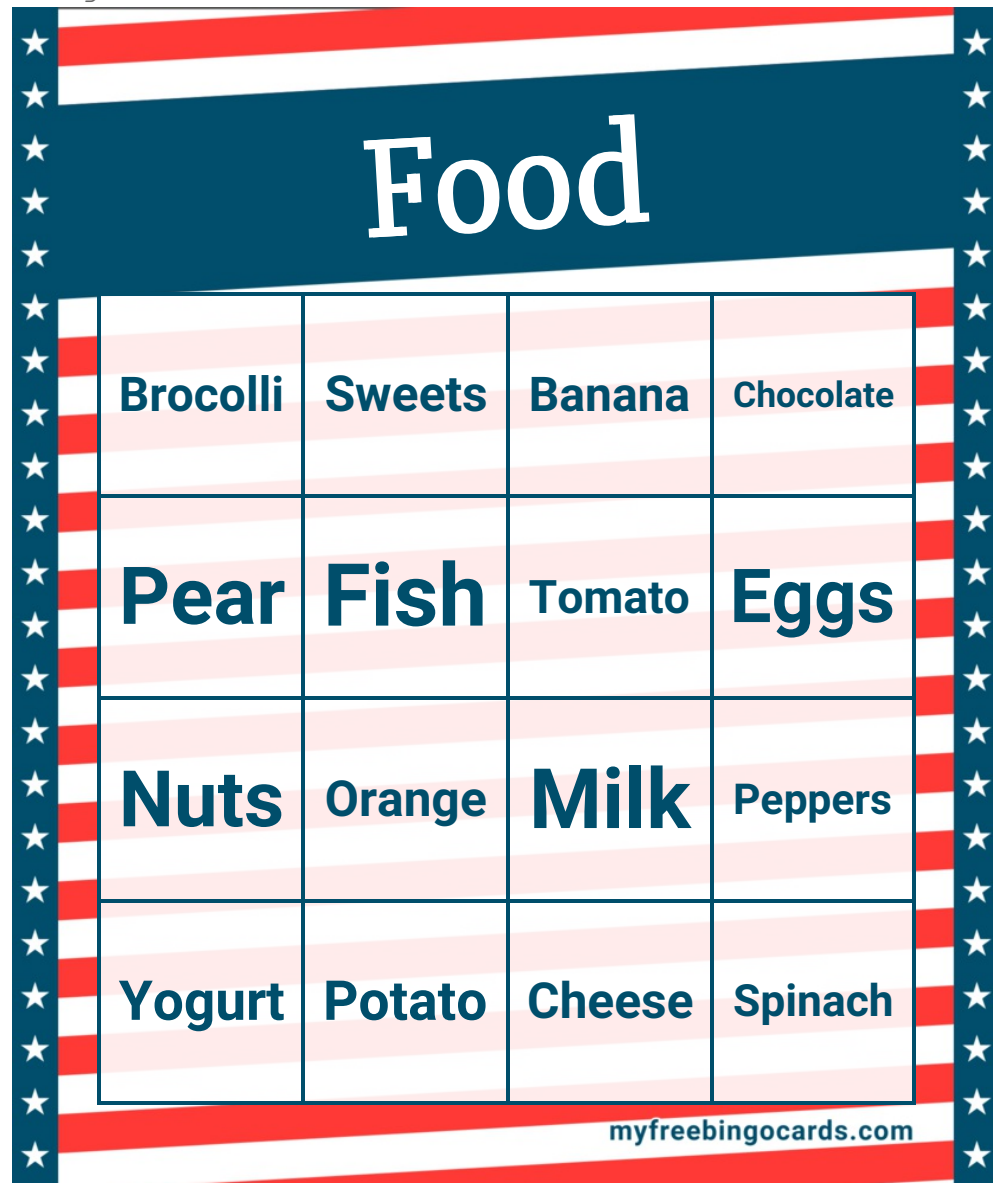 Food
Brocolli Sweets Banana Chocolate
Pear Fish Tomato Eggs
Nuts Orange Milk Peppers
Yogurt Potato Cheese Spinach
myfreebingocards.com